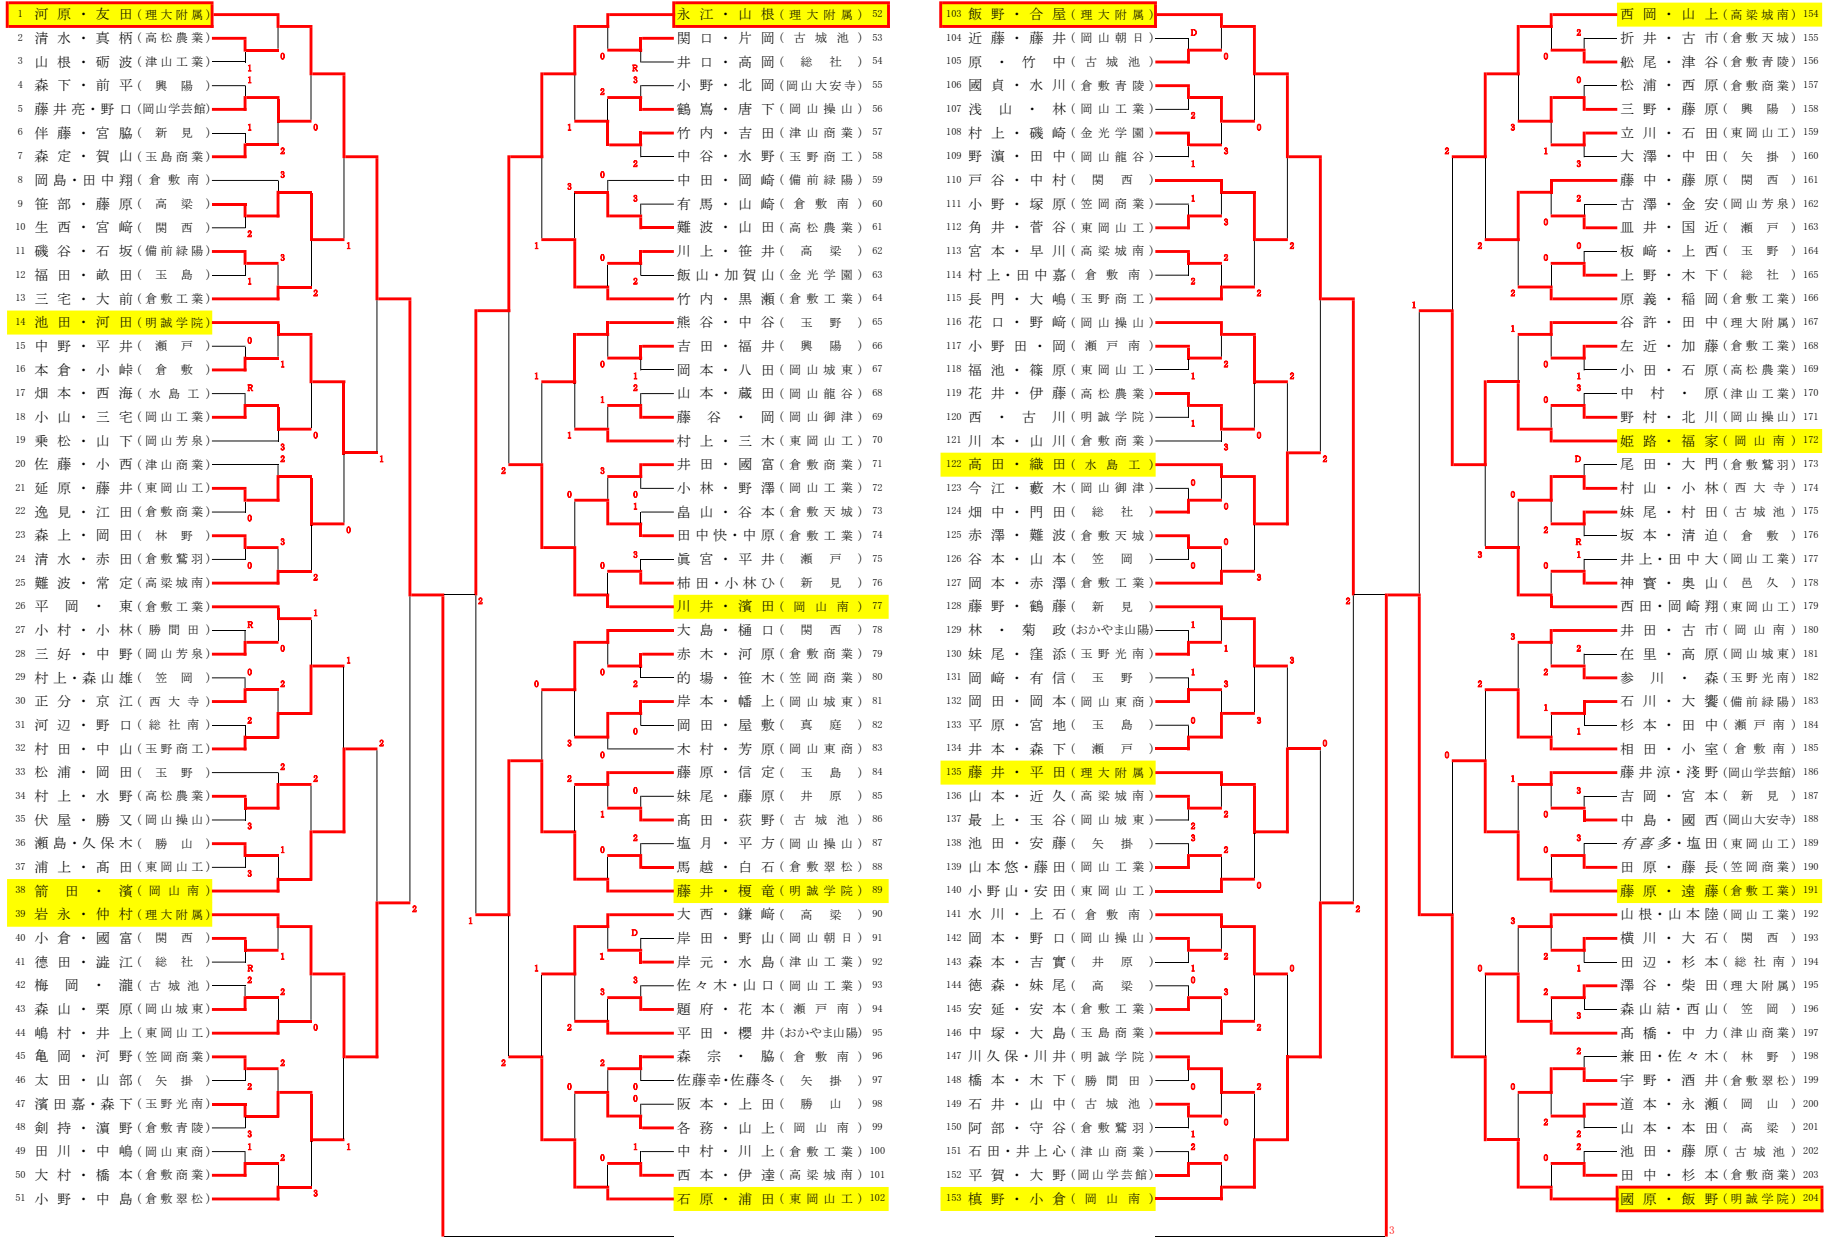 1 河原・友田(理大附属)
2 清水・真柄(高松農業)
3 山根・砺波(津山工業)
4 森下・前平(興陽)
5 藤井亮・野口(岡山学芸館)
6 伴藤・宮脇(新見)
7 森定・賀山(玉島商業)
8 岡島・田中翔(倉敷南)
9 笹部・藤原(高梁)
10 生西・宮﨑(関西)
11 磯谷・石坂(備前緑陽)
12 福田・畝田(玉島)
13 三宅・大前(倉敷工業)
14 池田・河田(明誠学院)
15 中野・平井(瀬戸)
16 本倉・小峠(倉敷)
17 畑本・西海(水島工)
18 小山・三宅(岡山工業)
19 乗松・山下(岡山芳泉)
20 佐藤・小西(津山商業)
21 延原・藤井(東岡山工)
22 逸見・江田(倉敷商業)
23 森上・岡田(林野)
24 清水・赤田(倉敷鷲羽)
25 難波・常定(高梁城南)
26 平岡・東(倉敷工業)
27 小村・小林(勝間田)
28 三好・中野(岡山芳泉)
29 村上・森山雄(笠岡)
30 正分・京江(西大寺)
31 河辺・野口(総社南)
32 村田・中山(玉野商工)
33 松浦・岡田(玉野)
34 村上・水野(高松農業)
35 伏屋・勝又(岡山操山)
36 瀬島・久保木(勝山)
37 浦上・髙田(東岡山工)
38 箭田・濱(岡山南)
39 岩永・仲村(理大附属)
40 小倉・國富(関西)
41 德田・澁江(総社)
42 梅岡・瀧(古城池)
43 森山・栗原(岡山城東)
44 嶋村・井上(東岡山工)
45 亀岡・河野(笠岡商業)
46 太田・山部(矢掛)
47 濱田嘉・森下(玉野光南)
48 剣持・濵野(倉敷青陵)
49 田川・中嶋(岡山東商)
50 大村・橋本(倉敷商業)
51 小野・中島(倉敷翠松)
永江・山根(理大附属) 52
関口・片岡(古城池) 53
井口・高岡(総社) 54
小野・北岡(岡山大安寺) 55
鶴嶌・唐下(岡山操山) 56
竹内・吉田(津山商業) 57
中谷・水野(玉野商工) 58
中田・岡崎(備前緑陽) 59
有馬・山崎(倉敷南) 60
難波・山田(高松農業) 61
川上・笹井(高梁) 62
飯山・加賀山(金光学園) 63
竹内・黒瀬(倉敷工業) 64
熊谷・中谷(玉野) 65
吉田・福井(興陽) 66
岡本・八田(岡山城東) 67
山本・蔵田(岡山龍谷) 68
藤谷・岡(岡山御津) 69
村上・三木(東岡山工) 70
井田・國富(倉敷商業) 71
小林・野澤(岡山工業) 72
畠山・谷本(倉敷天城) 73
田中快・中原(倉敷工業) 74
眞宮・平井(瀬戸) 75
柿田・小林ひ(新見) 76
川井・濱田(岡山南) 77
大島・樋口(関西) 78
赤木・河原(倉敷商業) 79
的場・笹木(笠岡商業) 80
岸本・幡上(岡山城東) 81
岡田・屋敷(真庭) 82
木村・芳原(岡山東商) 83
藤原・信定(玉島) 84
妹尾・藤原(井原) 85
髙田・荻野(古城池) 86
塩月・平方(岡山操山) 87
馬越・白石(倉敷翠松) 88
藤井・榎竜(明誠学院) 89
大西・鎌﨑(高梁) 90
岸田・野山(岡山朝日) 91
岸元・水島(津山工業) 92
佐々木・山口(岡山工業) 93
題府・花本(瀬戸南) 94
平田・櫻井(おかやま山陽) 95
森宗・脇(倉敷南) 96
佐藤幸・佐藤冬(矢掛) 97
阪本・上田(勝山) 98
各務・山上(岡山南) 99
中村・川上(倉敷工業) 100
西本・伊達(高梁城南) 101
石原・浦田(東岡山工) 102
103 飯野・合屋(理大附属)
104 近藤・藤井(岡山朝日)
105 原・竹中(古城池)
106 國貞・水川(倉敷青陵)
107 浅山・林(岡山工業)
108 村上・磯崎(金光学園)
109 野濵・田中(岡山龍谷)
110 戸谷・中村(関西)
111 小野・塚原(笠岡商業)
112 角井・菅谷(東岡山工)
113 宮本・早川(高梁城南)
114 村上・田中嘉(倉敷南)
115 長門・大嶋(玉野商工)
116 花口・野﨑(岡山操山)
117 小野田・岡(瀬戸南)
118 福池・篠原(東岡山工)
119 花井・伊藤(高松農業)
120 西・古川(明誠学院)
121 川本・山川(倉敷商業)
122 高田・織田(水島工)
123 今江・藪木(岡山御津)
124 畑中・門田(総社)
125 赤澤・難波(倉敷天城)
126 谷本・山本(笠岡)
127 岡本・赤澤(倉敷工業)
128 藤野・鶴藤(新見)
129 林・菊政(おかやま山陽)
130 妹尾・窪添(玉野光南)
131 岡﨑・有信(玉野)
132 岡田・岡本(岡山東商)
133 平原・宮地(玉島)
134 井本・森下(瀬戸)
135 藤井・平田(理大附属)
136 山本・近久(高梁城南)
137 最上・玉谷(岡山城東)
138 池田・安藤(矢掛)
139 山本悠・藤田(岡山工業)
140 小野山・安田(東岡山工)
141 水川・上石(倉敷南)
142 岡本・野口(岡山操山)
143 森本・吉實(井原)
144 徳森・妹尾(高梁)
145 安延・安本(倉敷工業)
146 中塚・大島(玉島商業)
147 川久保・川井(明誠学院)
148 橋本・木下(勝間田)
149 石井・山中(古城池)
150 阿部・守谷(倉敷鷲羽)
151 石田・井上心(津山商業)
152 平賀・大野(岡山学芸館)
153 槙野・小倉(岡山南)
西岡・山上(高梁城南) 154
折井・古市(倉敷天城) 155
舩尾・津谷(倉敷青陵) 156
松浦・西原(倉敷商業) 157
三野・藤原(興陽) 158
立川・石田(東岡山工) 159
大澤・中田(矢掛) 160
藤中・藤原(関西) 161
古澤・金安(岡山芳泉) 162
皿井・国近(瀬戸) 163
板﨑・上西(玉野) 164
上野・木下(総社) 165
原義・稲岡(倉敷工業) 166
谷許・田中(理大附属) 167
左近・加藤(倉敷工業) 168
小田・石原(高松農業) 169
中村・原(津山工業) 170
野村・北川(岡山操山) 171
姫路・福家(岡山南) 172
尾田・大門(倉敷鷲羽) 173
村山・小林(西大寺) 174
妹尾・村田(古城池) 175
坂本・清迫(倉敷) 176
井上・田中大(岡山工業) 177
神寳・奥山(邑久) 178
西田・岡崎翔(東岡山工) 179
井田・古市(岡山南) 180
在里・高原(岡山城東) 181
参川・森(玉野光南) 182
石川・大饗(備前緑陽) 183
杉本・田中(瀬戸南) 184
相田・小室(倉敷南) 185
藤井涼・淺野(岡山学芸館) 186
吉岡・宮本(新見) 187
中島・國西(岡山大安寺) 188
有喜多・塩田(東岡山工) 189
田原・藤長(笠岡商業) 190
藤原・遠藤(倉敷工業) 191
山根・山本陸(岡山工業) 192
横川・大石(関西) 193
田辺・杉本(総社南) 194
澤谷・柴田(理大附属) 195
森山結・西山(笠岡) 196
髙橋・中力(津山商業) 197
兼田・佐々木(林野) 198
宇野・酒井(倉敷翠松) 199
道本・永瀬(岡山) 200
山本・本田(高梁) 201
池田・藤原(古城池) 202
田中・杉本(倉敷商業) 203
國原・飯野(明誠学院) 204
3